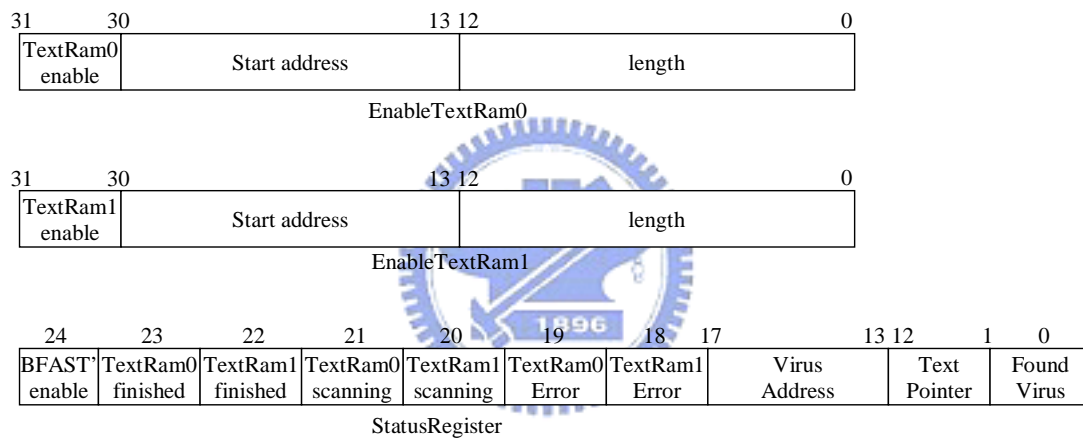 31 30 13 12 0
TextRam0 enable Start address length
EnableTextRam0
31 30 13 12 0
TextRam1 enable Start address length
EnableTextRam1
1896
24 23 22 21 20 19 18 17 13 12 1 0
BFAST’ TextRam0 TextRam1 TextRam0 TextRam1 TextRam0 TextRam1 Virus Text Found
enable finished finished scanning scanning Error Error Address Pointer Virus
StatusRegister